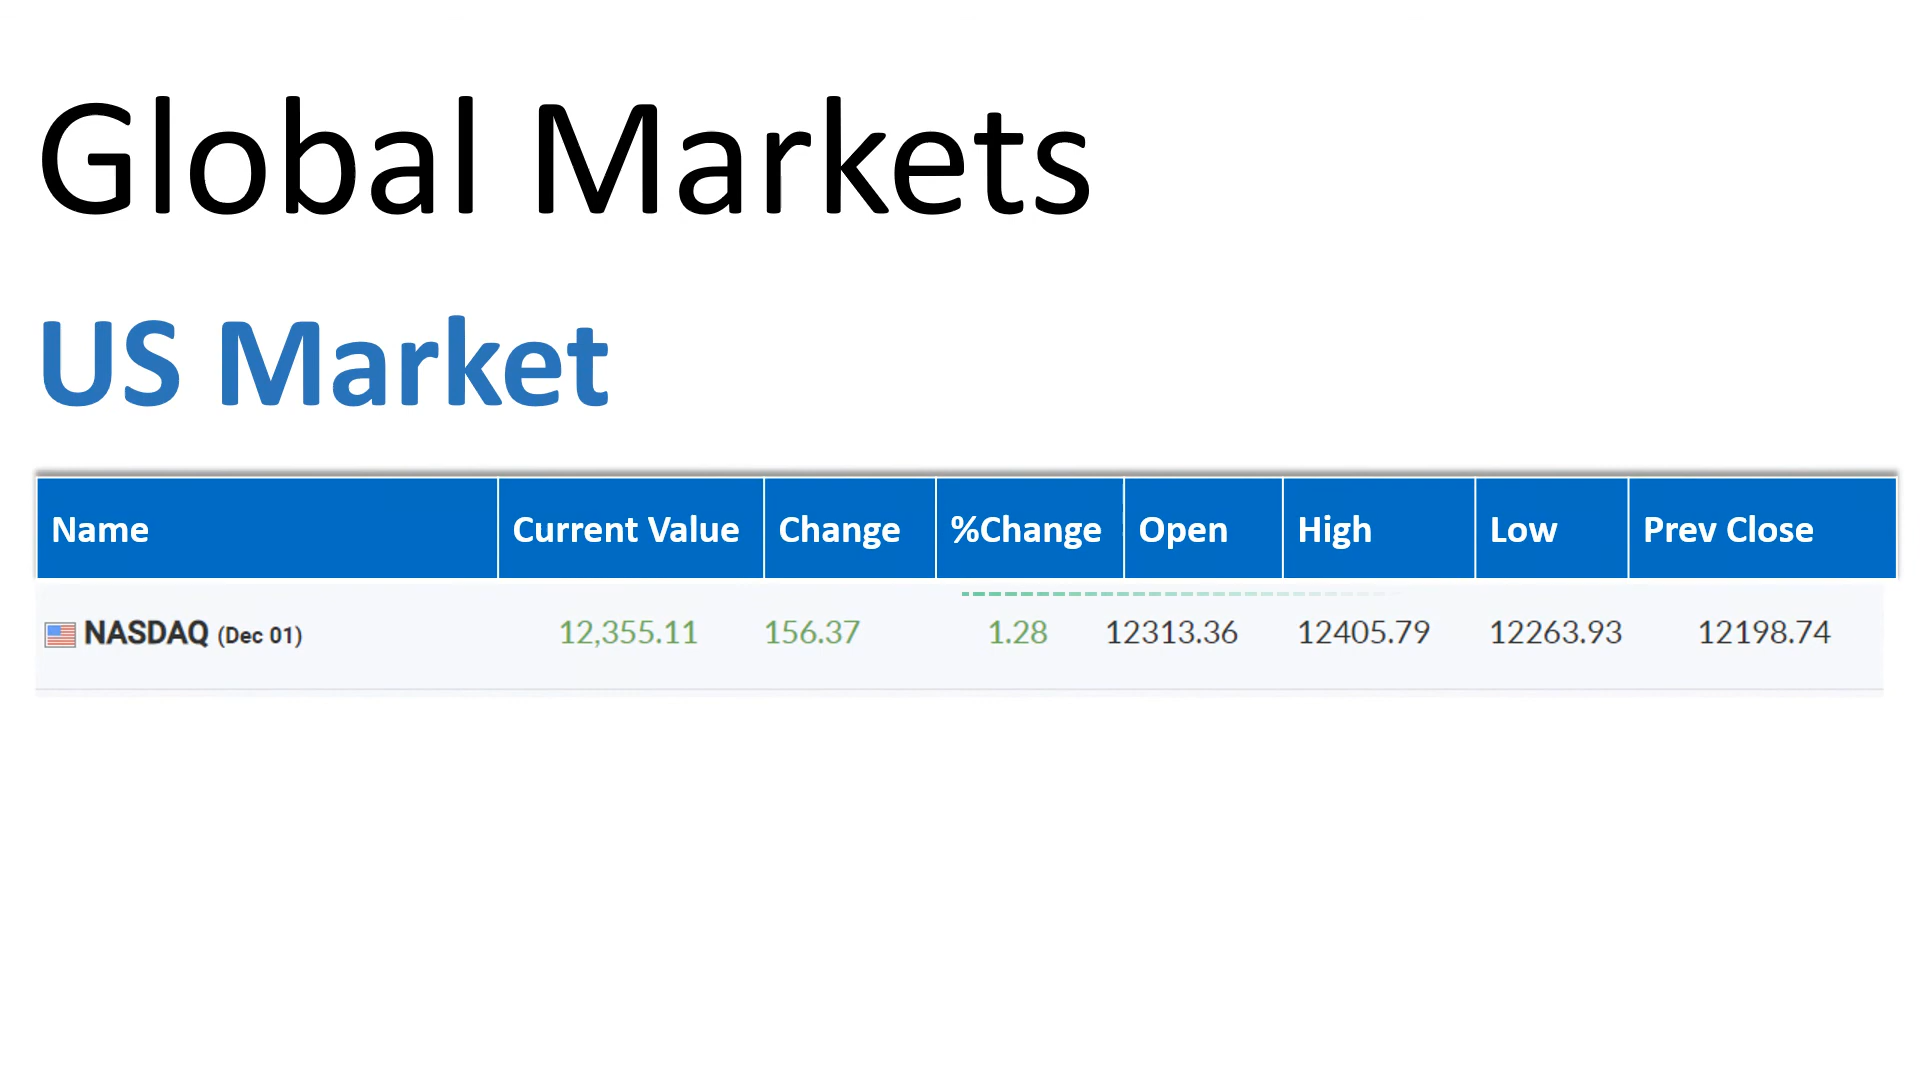 Global Markets
US Market
Name Current Value Change %Change Open High Low Prev Close
NASDAQ (Dec 01) 12,355.11 156.37 1.28 12313.36 12405.79 12263.93 12198.74